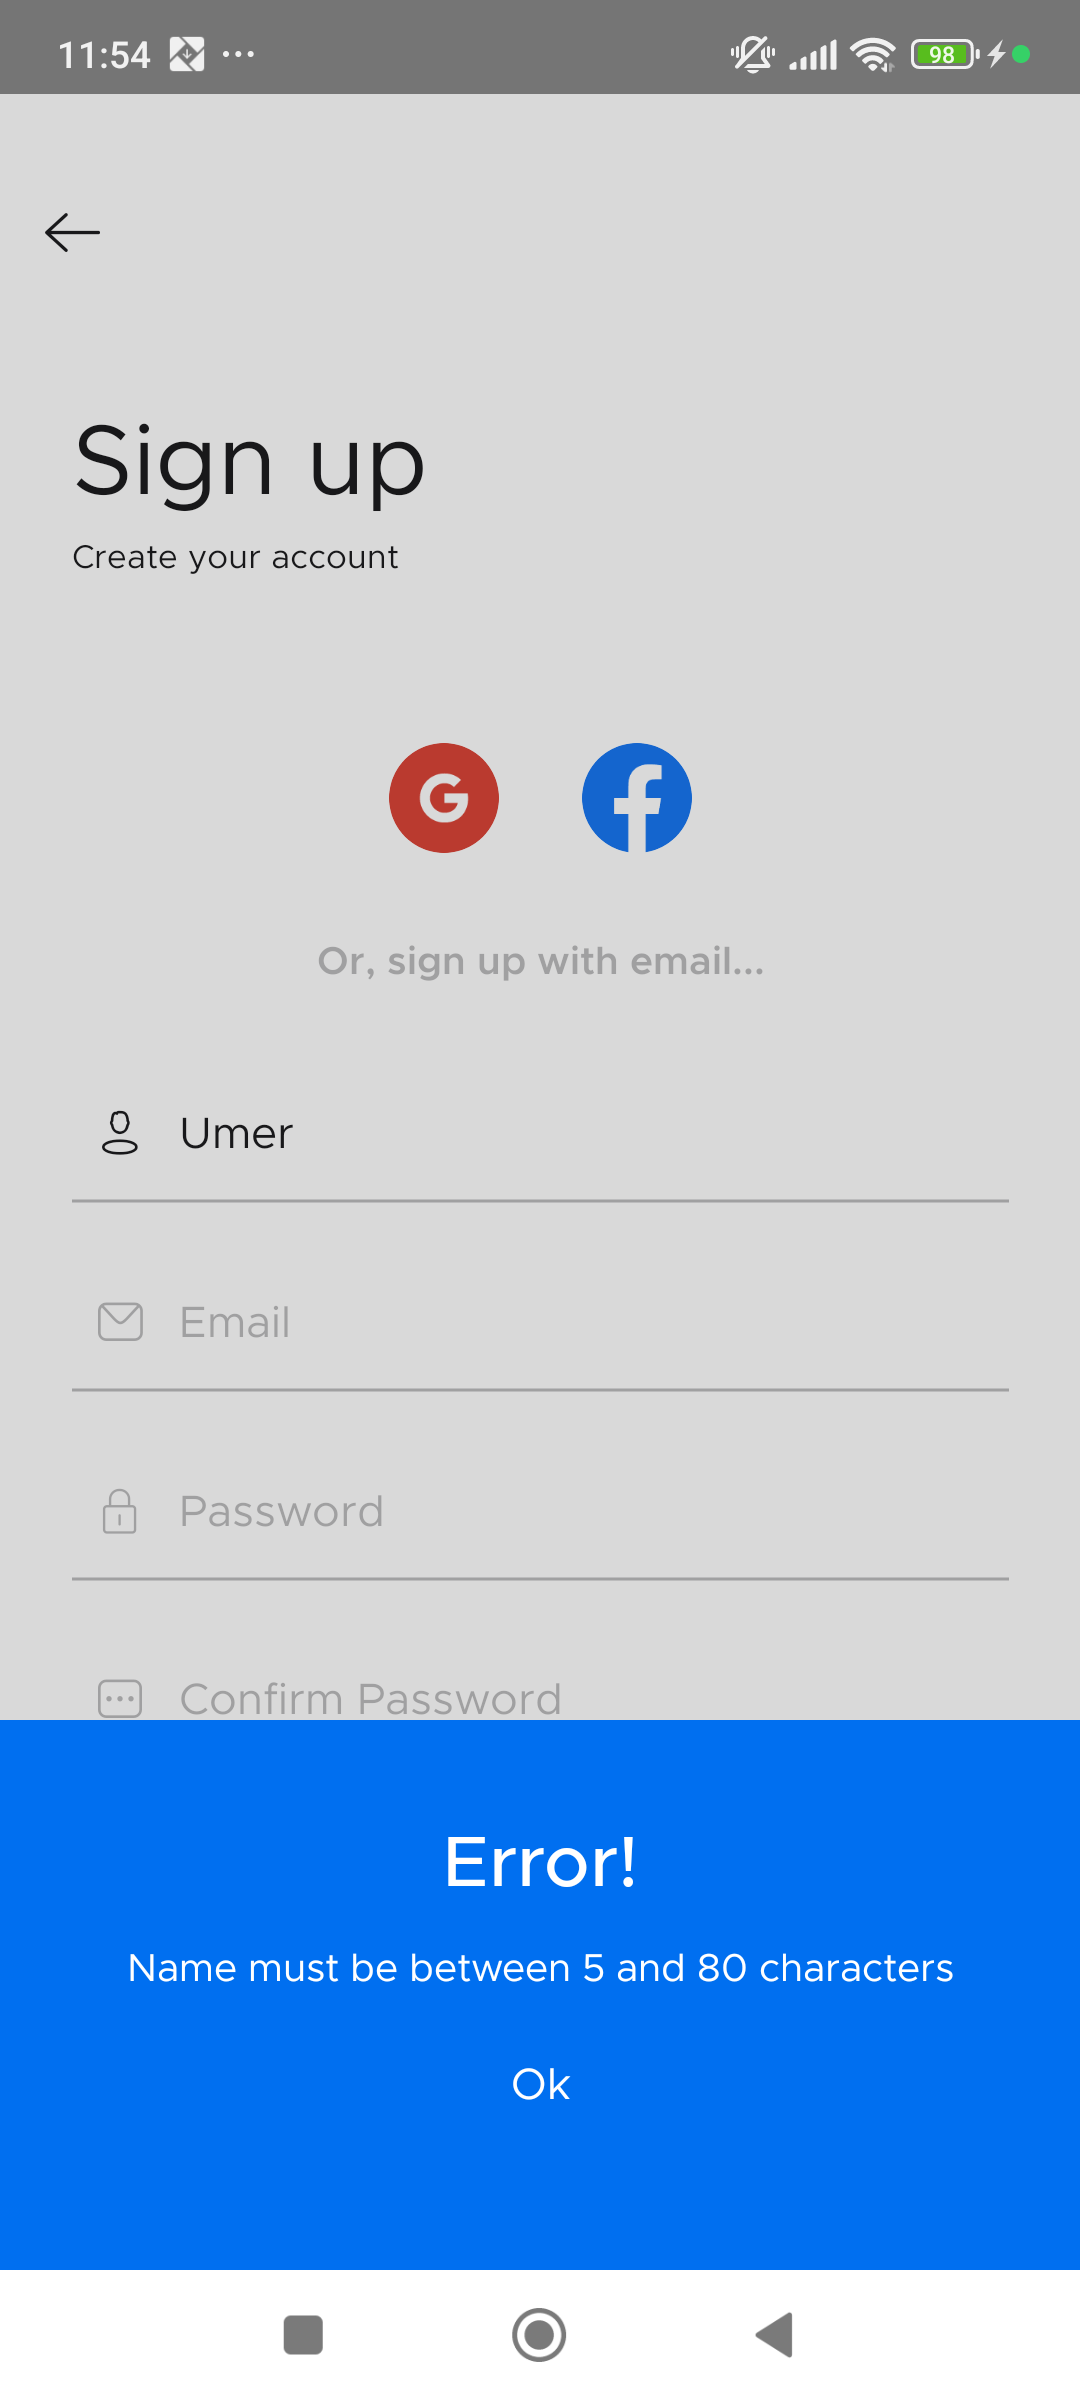 11:54
98
Sign up
Create your account
Or, sign up with email...
Umer
Email
Password
Confirm Password
Error!
Name must be between 5 and 80 characters
Ok